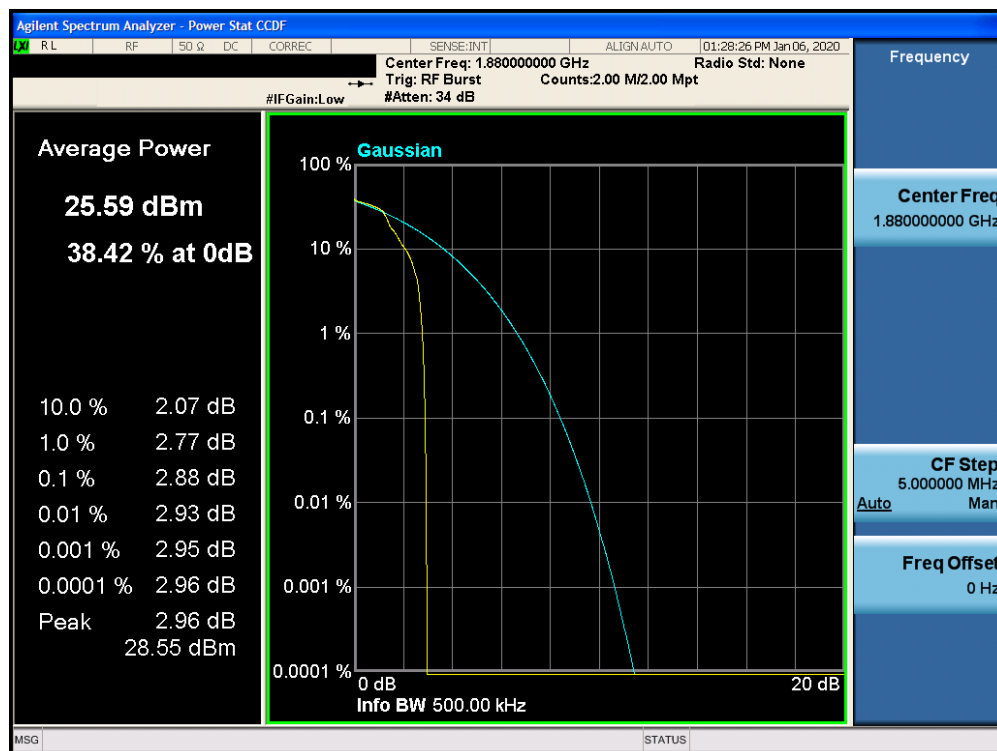 Agilent Spectrum Analyzer - Power Stat CCDF
LXI RL RF 50 Ω DC CORREC SENSE:INT ALIGN AUTO 01:28:26 PM Jan 06, 2020
Center Freq: 1.880000000 GHz Radio Std: None
Trig: RF Burst Counts:2.00 M/2.00 Mpt
#IFGain:Low #Atten: 34 dB
Average Power
25.59 dBm
38.42 % at 0dB
10.0 % 2.07 dB
1.0 % 2.77 dB
0.1 % 2.88 dB
0.01 % 2.93 dB
0.001 % 2.95 dB
0.0001 % 2.96 dB
Peak 2.96 dB
28.55 dBm
Gaussian
100 %
10 %
1 %
0.1 %
0.01 %
0.001 %
0.0001 %
0 dB 20 dB
Info BW 500.00 kHz
Frequency
Center Freq
1.880000000 GHz
CF Step
5.000000 MHz
Auto Man
Freq Offset
0 Hz
MSG STATUS